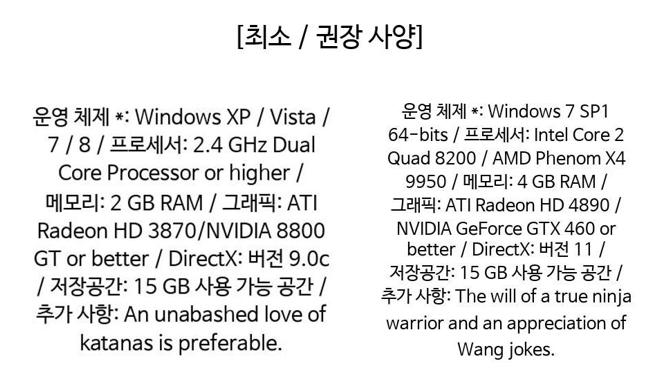 [최소 / 권장 사양]
운영 체제 *: Windows XP / Vista /
7 / 8 / 프로세서: 2.4 GHz Dual
Core Processor or higher /
메모리: 2 GB RAM / 그래픽: ATI
Radeon HD 3870/NVIDIA 8800
GT or better / DirectX: 버전 9.0c
/ 저장공간: 15 GB 사용 가능 공간 /
추가 사항: An unabashed love of
katanas is preferable.
운영 체제 *: Windows 7 SP1
64-bits / 프로세서: Intel Core 2
Quad 8200 / AMD Phenom X4
9950 / 메모리: 4 GB RAM /
그래픽: ATI Radeon HD 4890 /
NVIDIA GeForce GTX 460 or
better / DirectX: 버전 11 /
저장공간: 15 GB 사용 가능 공간 /
추가 사항: The will of a true ninja
warrior and an appreciation of
Wang jokes.